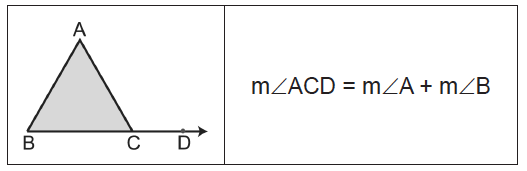 A
B C D
m∠ACD = m∠A + m∠B